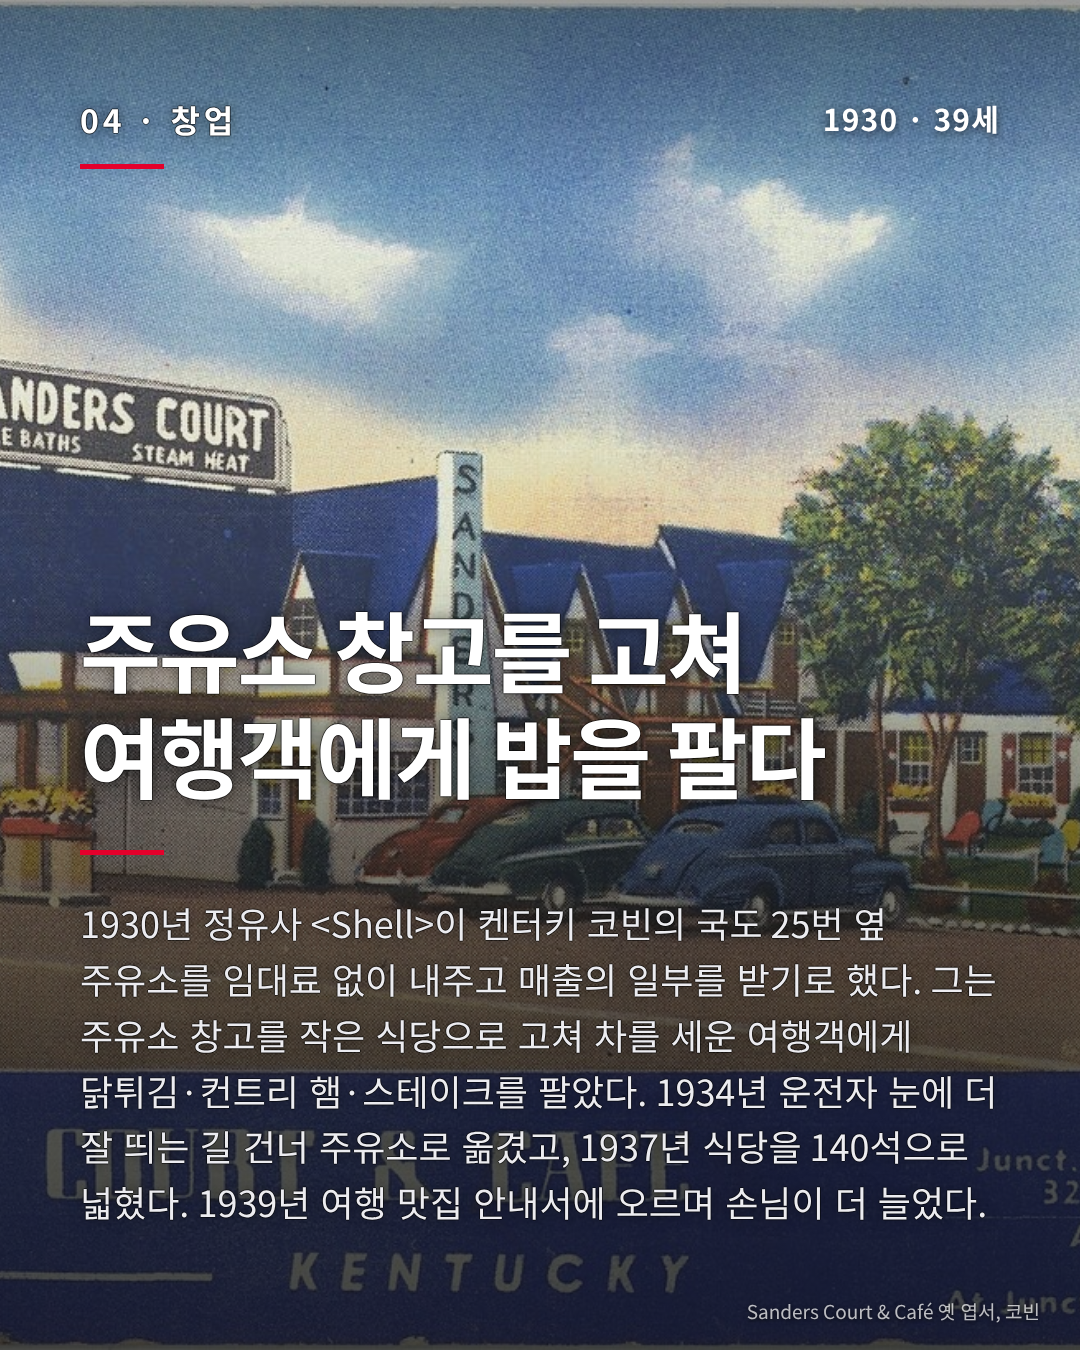 04 · 창업
1930 · 39세
ANDERS COURT
E BATHS STEAM HEAT
SANDER
주유소 창고를 고쳐
여행객에게 밥을 팔다
1930년 정유사 <Shell>이 켄터키 코빈의 국도 25번 옆
주유소를 임대료 없이 내주고 매출의 일부를 받기로 했다. 그는
주유소 창고를 작은 식당으로 고쳐 차를 세운 여행객에게
닭튀김·컨트리 햄·스테이크를 팔았다. 1934년 운전자 눈에 더
잘 띄는 길 건너 주유소로 옮겼고, 1937년 식당을 140석으로
넓혔다. 1939년 여행 맛집 안내서에 오르며 손님이 더 늘었다.
COURT & CAFE
Junct.
32
KENTUCKY
At Junc
Sanders Court & Café 옛 엽서, 코빈